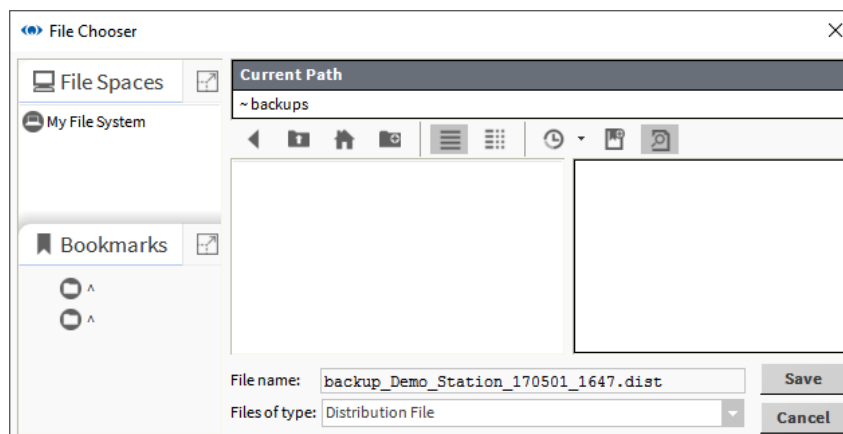 File Chooser
File Spaces
My File System
Bookmarks
^
^
Current Path
~ backups
File name: backup_Demo_Station_170501_1647.dist
Save
Files of type: Distribution File
Cancel